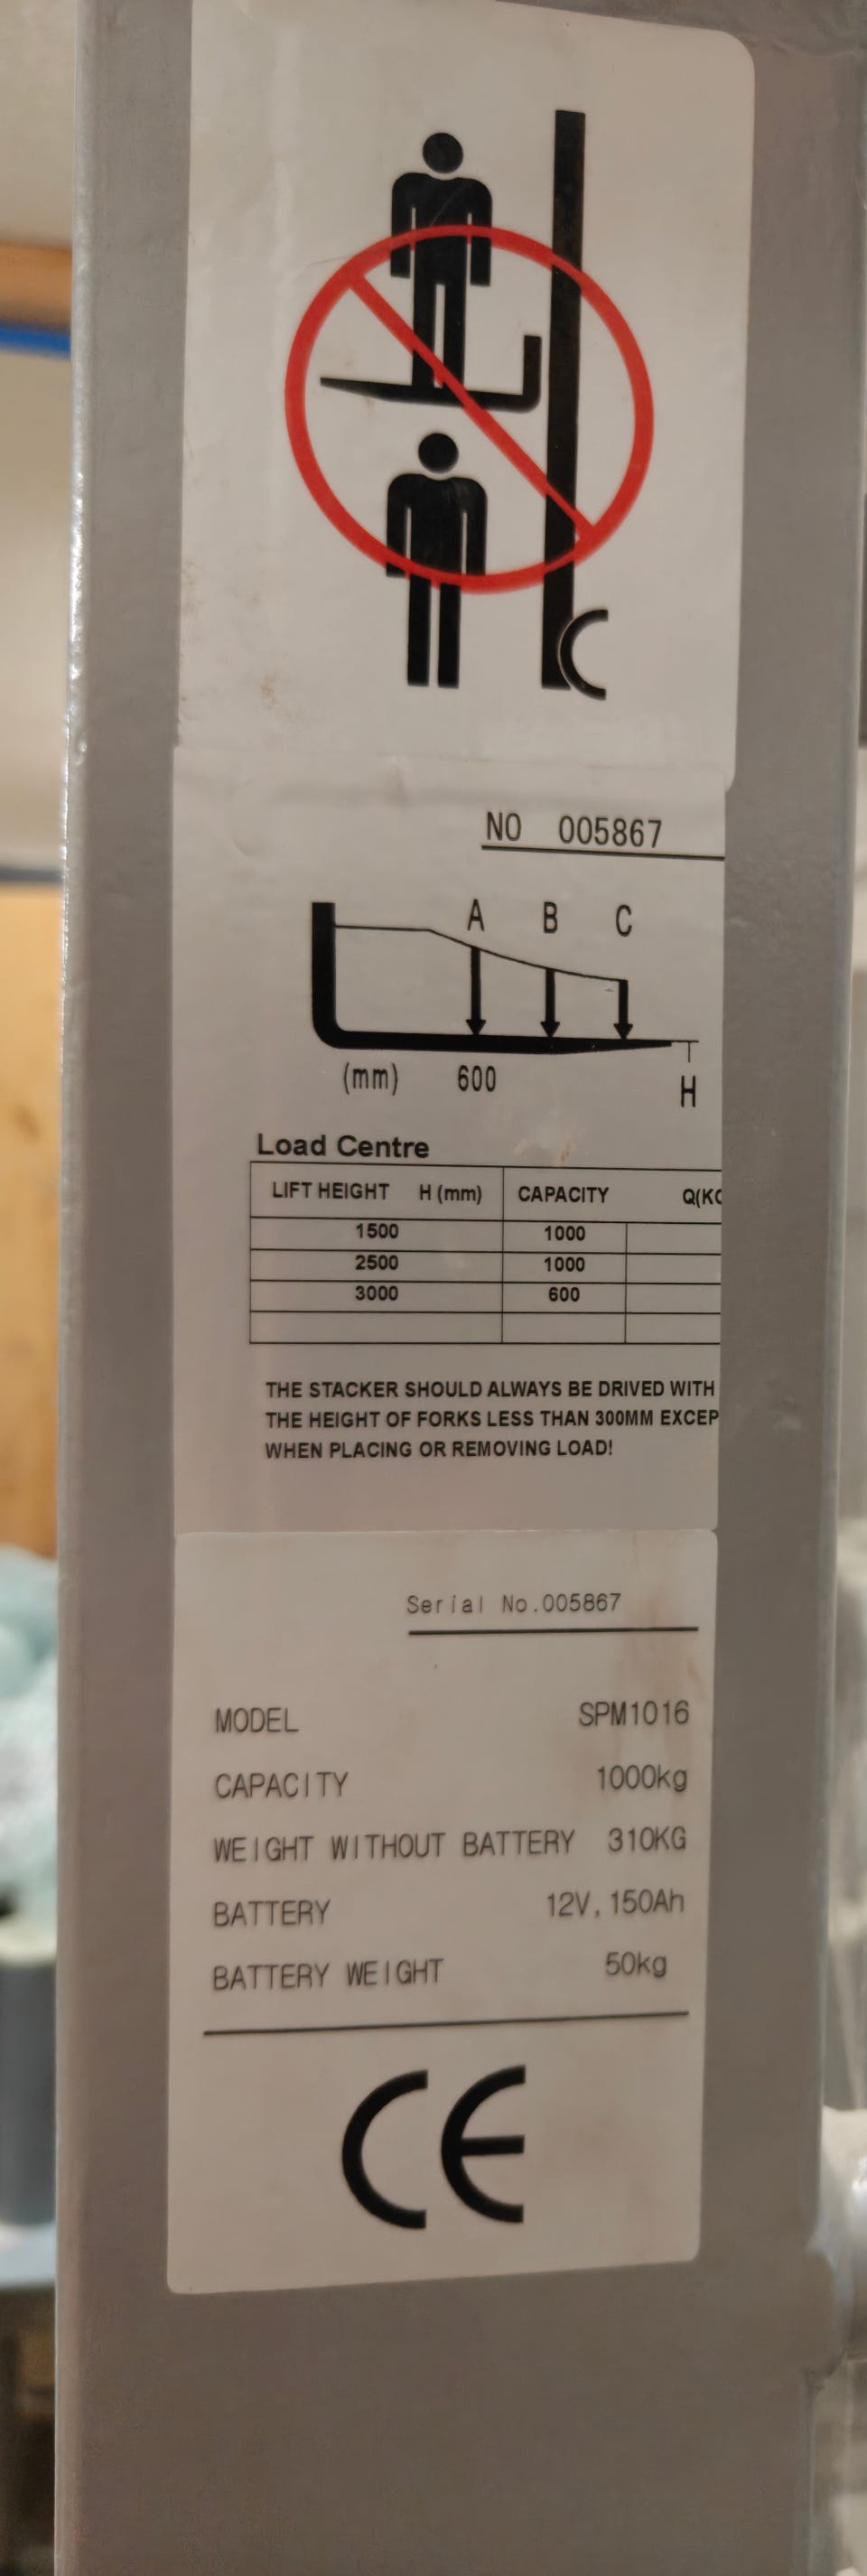 NO 005867
A B C
(mm) 600
H
Load Centre
LIFT HEIGHT H (mm) CAPACITY Q(KG
1500 1000
2500 1000
3000 600
THE STACKER SHOULD ALWAYS BE DRIVED WITH
THE HEIGHT OF FORKS LESS THAN 300MM EXCEP
WHEN PLACING OR REMOVING LOAD!
Serial No.005867
MODEL SPM1016
CAPACITY 1000kg
WEIGHT WITHOUT BATTERY 310KG
BATTERY 12V,150Ah
BATTERY WEIGHT 50kg
CE